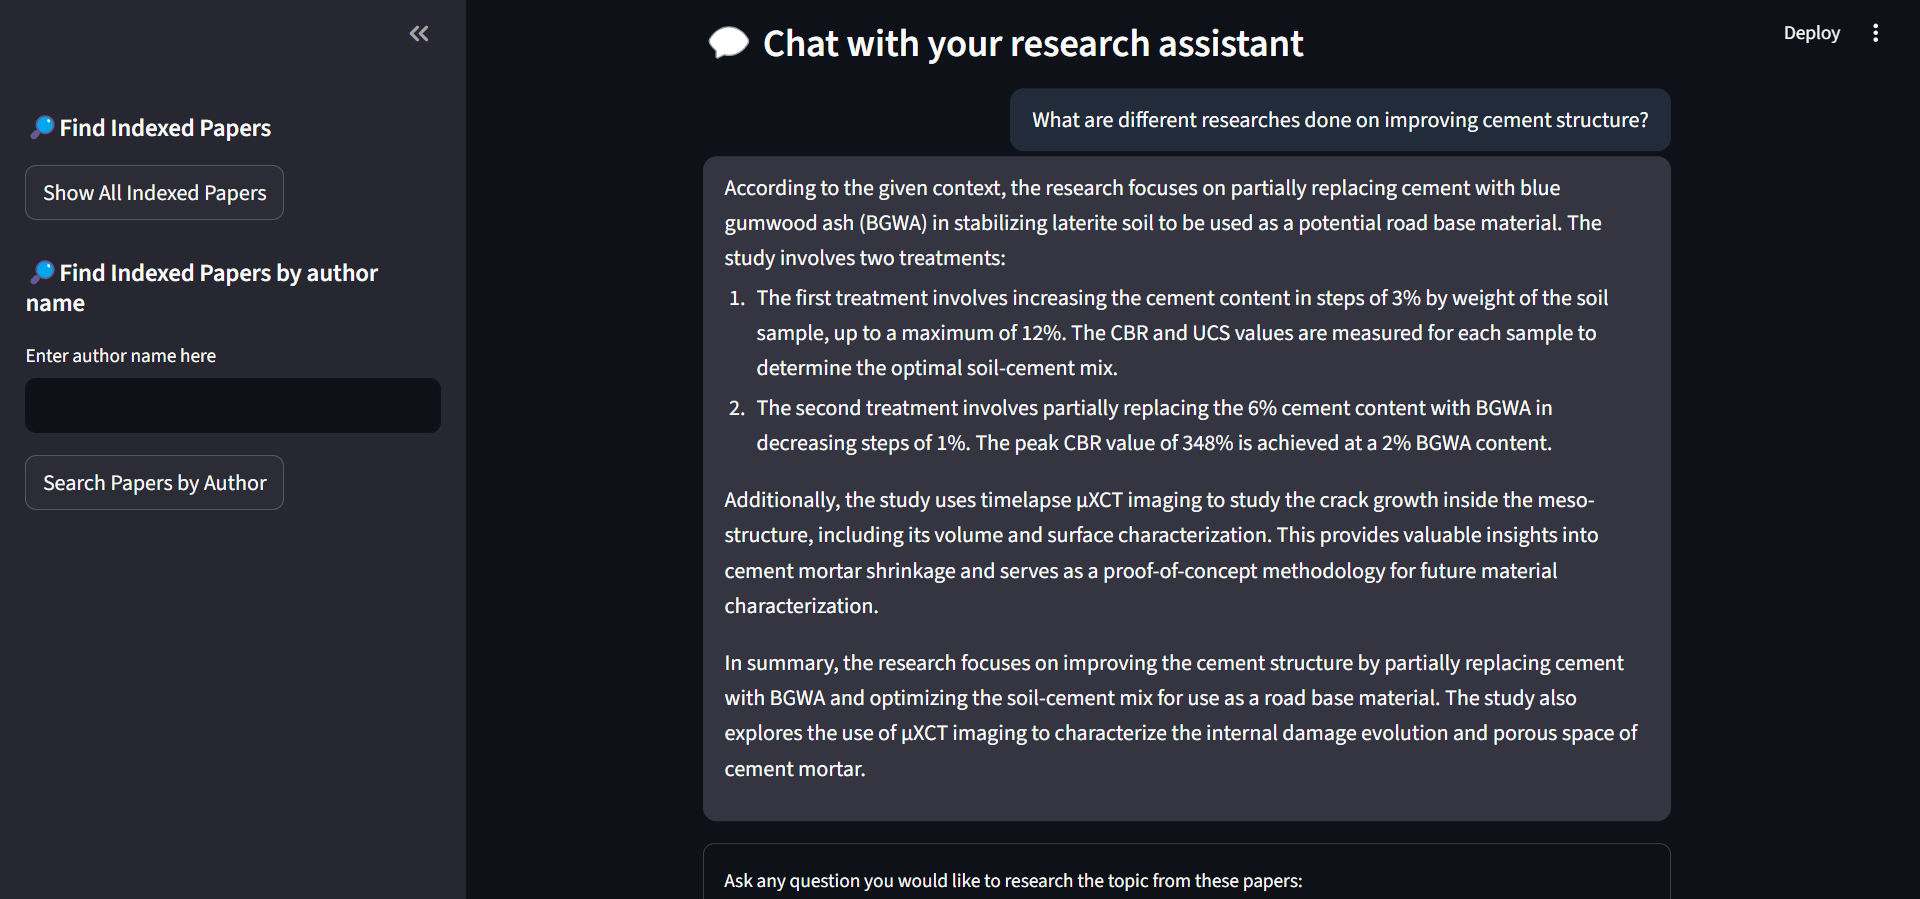 Find Indexed Papers
Show All Indexed Papers
Find Indexed Papers by author
name
Enter author name here
Search Papers by Author
Deploy
Chat with your research assistant
What are different researches done on improving cement structure?
According to the given context, the research focuses on partially replacing cement with blue
gumwood ash (BGWA) in stabilizing laterite soil to be used as a potential road base material. The
study involves two treatments:
1. The first treatment involves increasing the cement content in steps of 3% by weight of the soil
sample, up to a maximum of 12%. The CBR and UCS values are measured for each sample to
determine the optimal soil-cement mix.
2. The second treatment involves partially replacing the 6% cement content with BGWA in
decreasing steps of 1%. The peak CBR value of 348% is achieved at a 2% BGWA content.
Additionally, the study uses timelapse μXCT imaging to study the crack growth inside the meso-
structure, including its volume and surface characterization. This provides valuable insights into
cement mortar shrinkage and serves as a proof-of-concept methodology for future material
characterization.
In summary, the research focuses on improving the cement structure by partially replacing cement
with BGWA and optimizing the soil-cement mix for use as a road base material. The study also
explores the use of μXCT imaging to characterize the internal damage evolution and porous space of
cement mortar.
Ask any question you would like to research the topic from these papers: